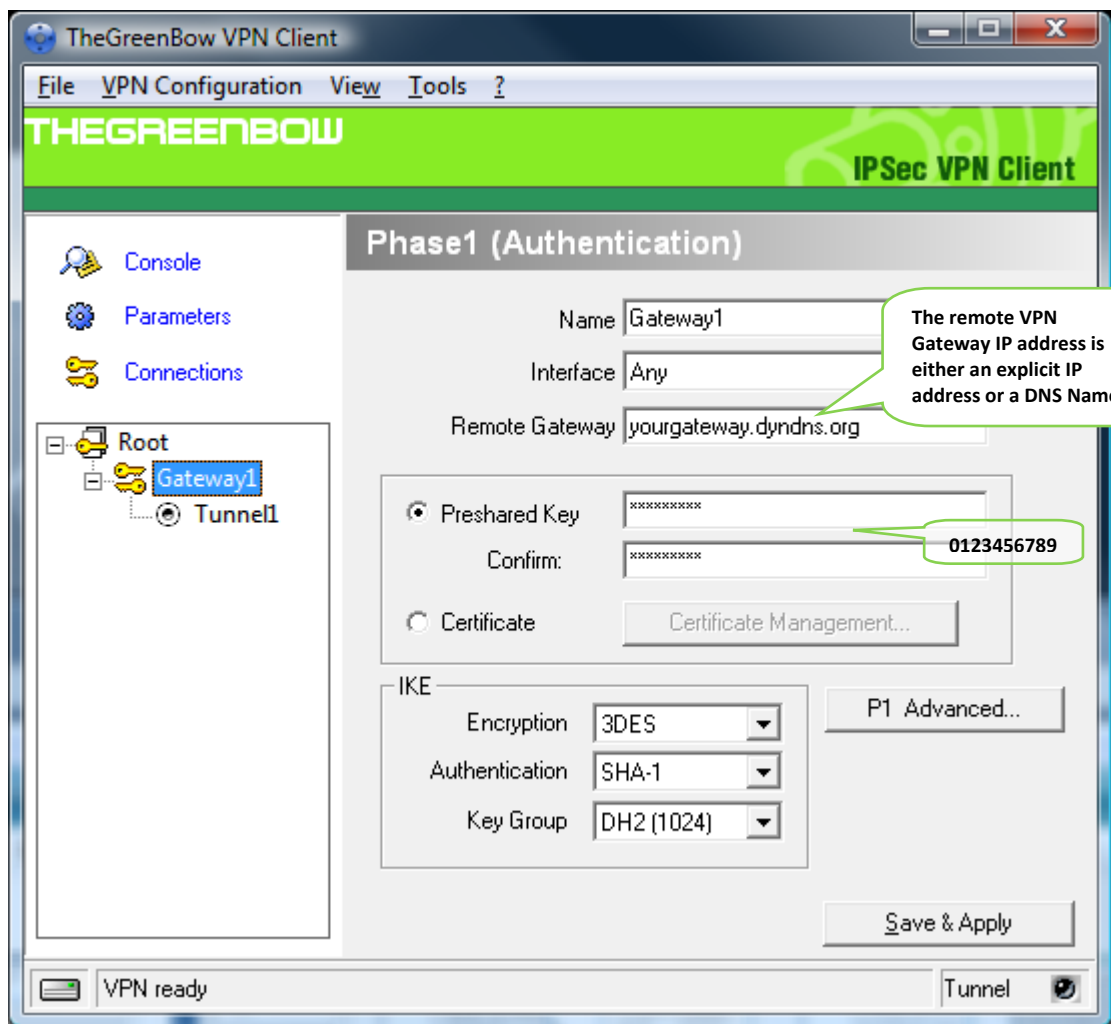 TheGreenBow VPN Client
File VPN Configuration View Tools ?
THEGREENBOW
IPSec VPN Client
Console
Parameters
Connections
Root
Gateway1
Tunnel1
Phase1 (Authentication)
Name Gateway1
Interface Any
Remote Gateway yourgateway.dyndns.org
The remote VPN
Gateway IP address is
either an explicit IP
address or a DNS Name
Preshared Key *********
0123456789
Confirm: *********
Certificate Certificate Management...
IKE
Encryption 3DES
Authentication SHA-1
Key Group DH2 (1024)
P1 Advanced...
Save & Apply
VPN ready
Tunnel